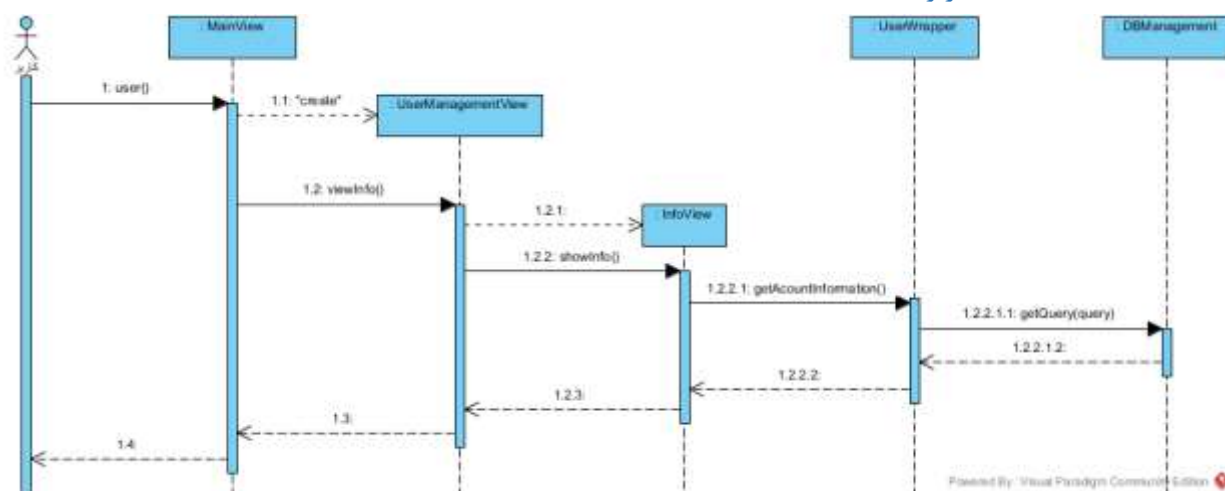 : MainView
: UserWrapper
: DBManagement
کاربر
1: user()
1.1: "create"
: UserManagementView
1.2: viewInfo()
1.2.1:
: InfoView
1.2.2: showInfo()
1.2.2.1: getAcountInformation()
1.2.2.1.1: getQuery(query)
1.2.2.1.2:
1.2.2.2:
1.2.3:
1.3:
1.4:
Powered By: Visual Paradigm Community Edition